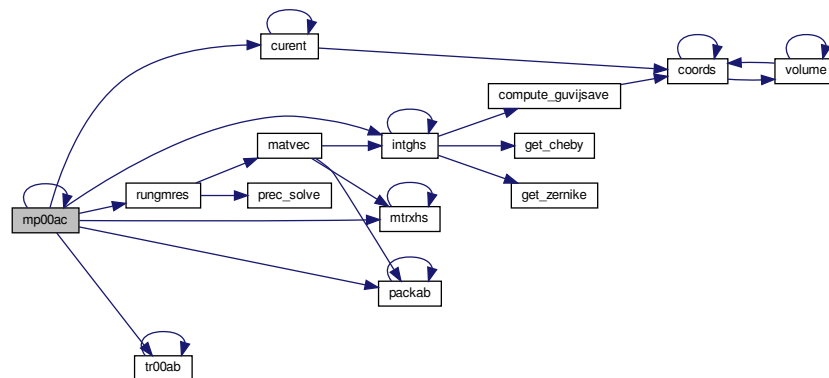 curent
coords
volume
compute_guvijsave
matvec
intghs
get_cheby
rungmres
prec_solve
get_zernike
mp00ac
mtrxhs
packab
tr00ab